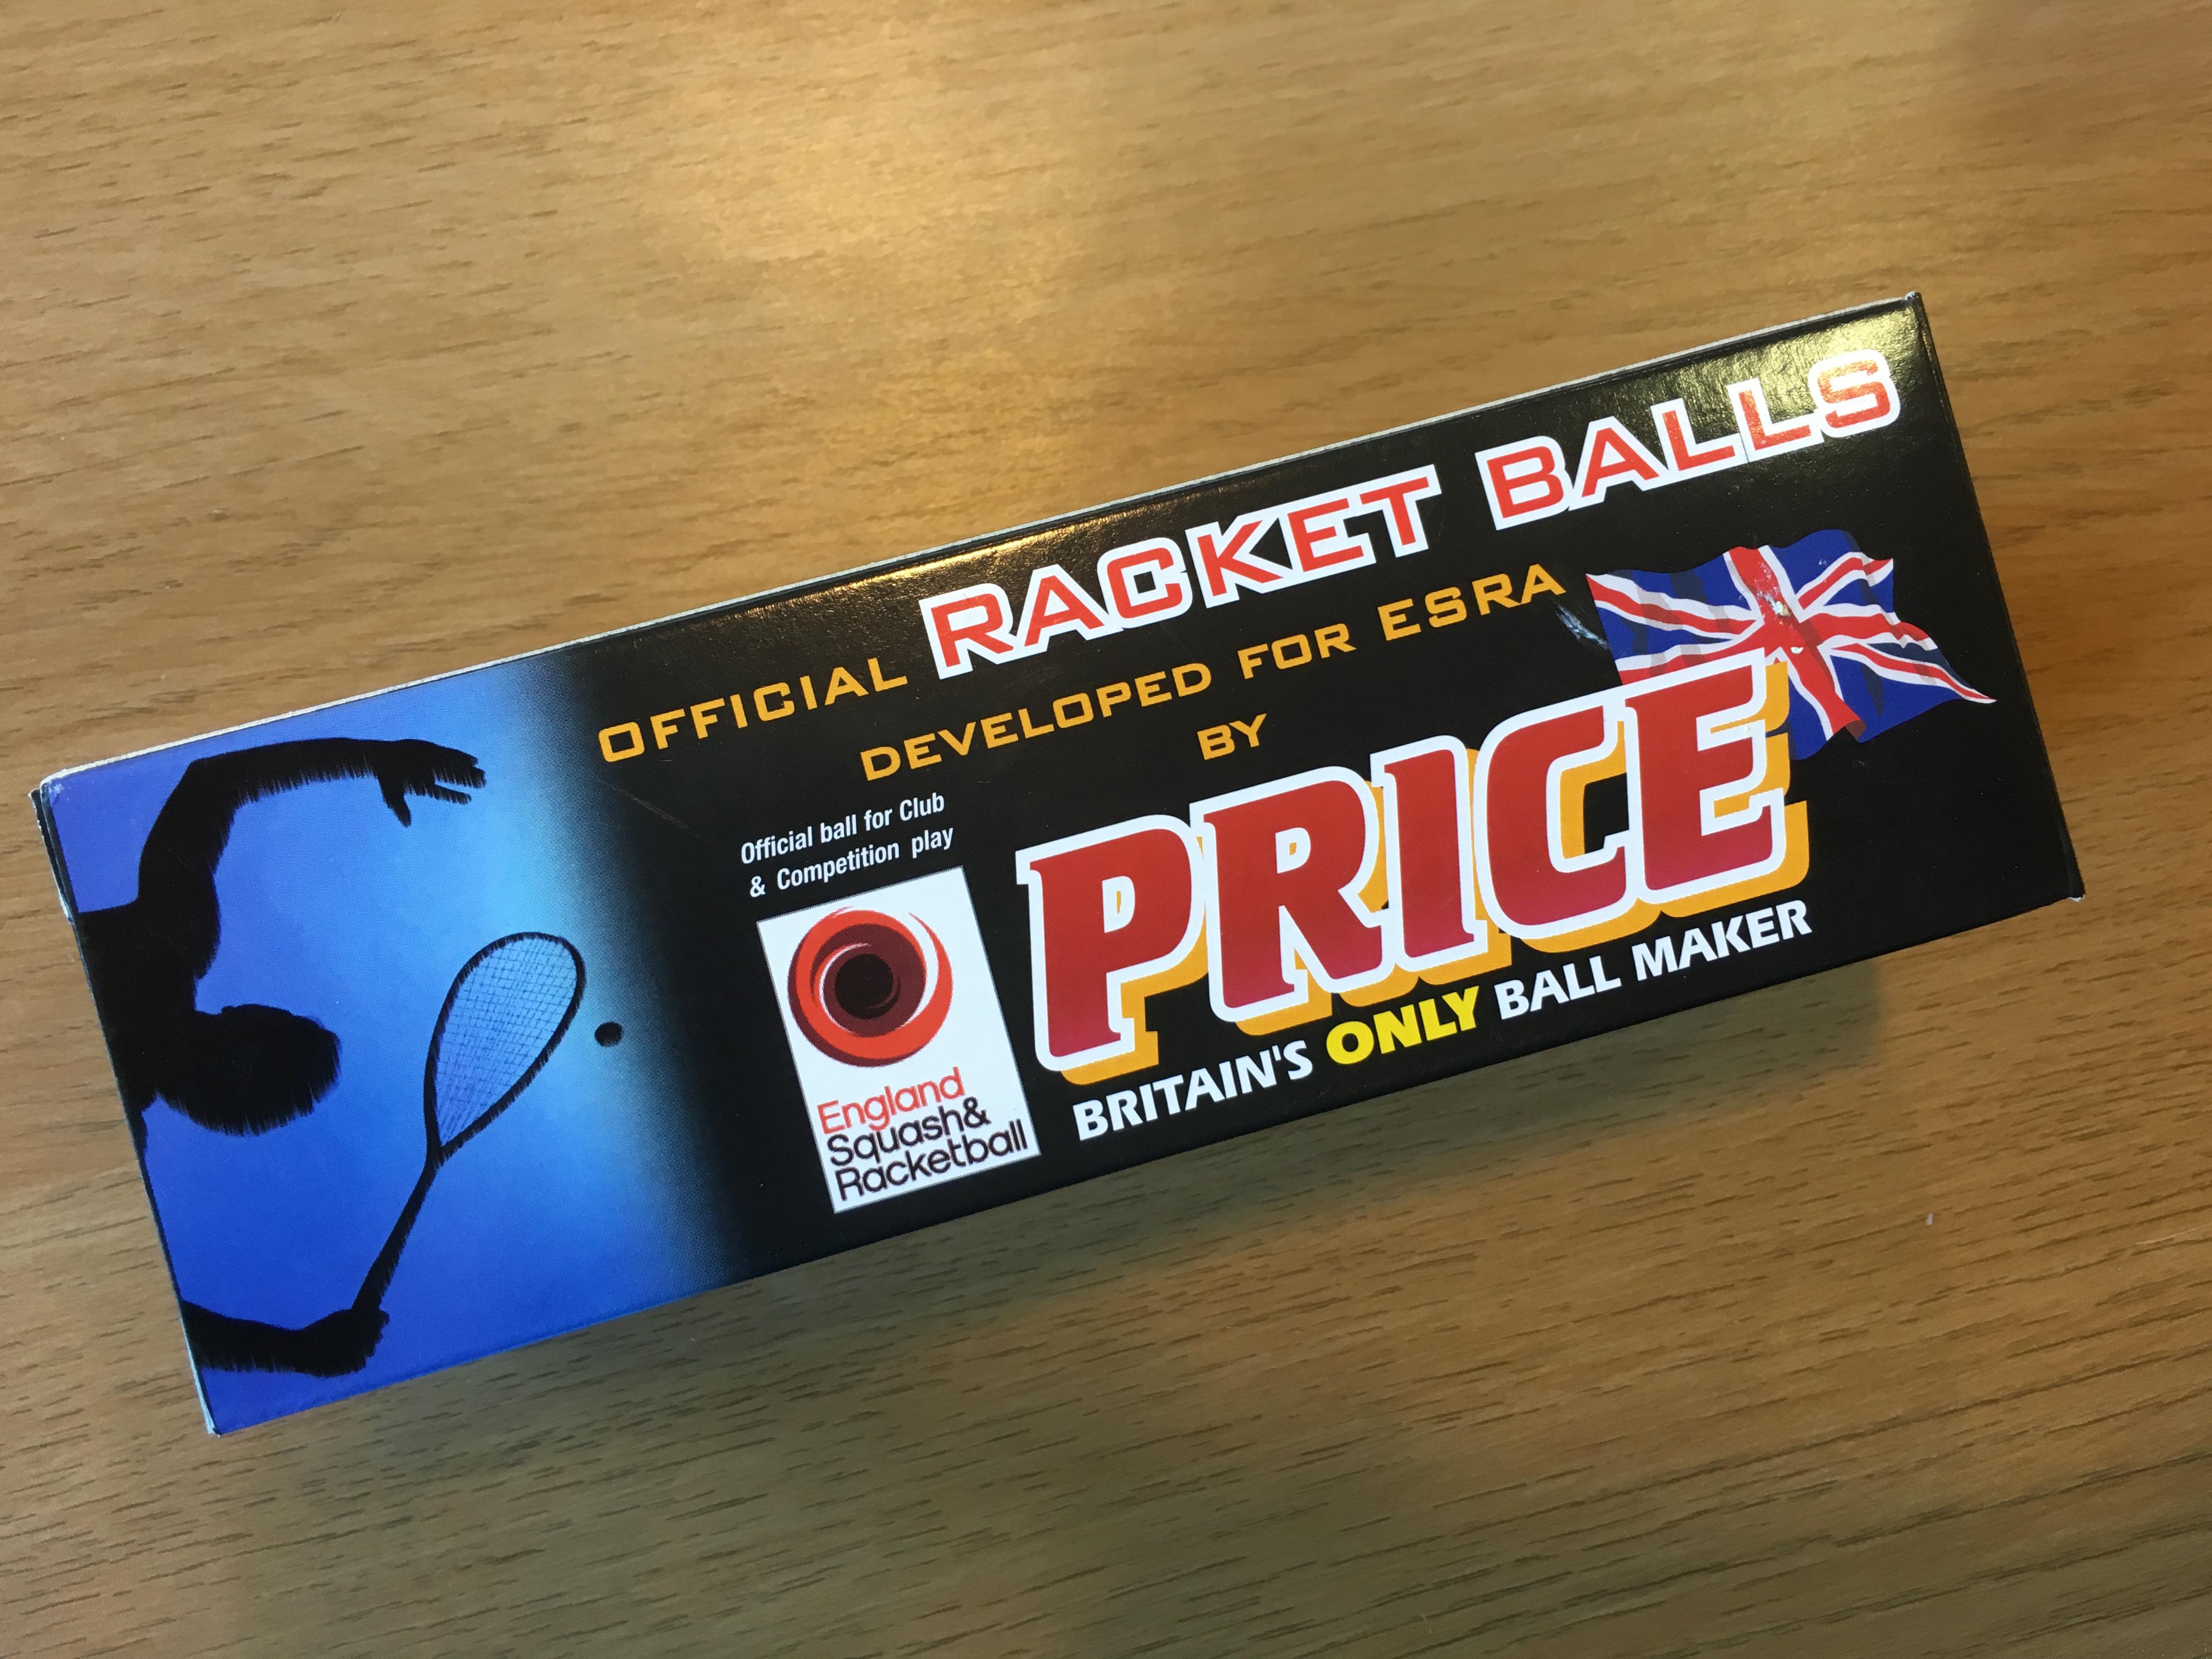 OFFICIAL RACKET BALLS
DEVELOPED FOR ESRA
BY
PRICE
BRITAIN'S ONLY BALL MAKER
Official ball for Club
& Competition play
England
Squash&
Racketball